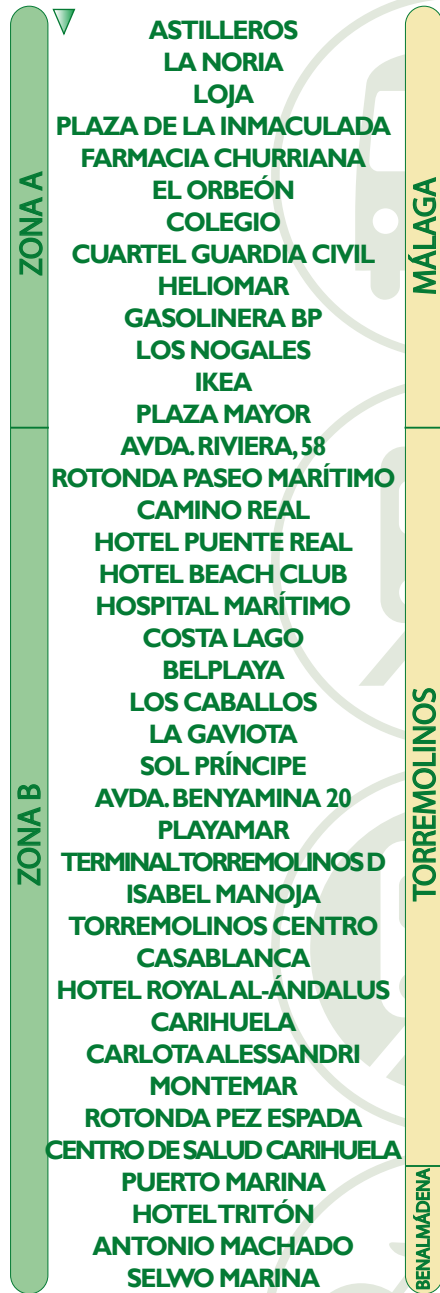 ASTILLEROS
LA NORIA
LOJA
PLAZA DE LA INMACULADA
FARMACIA CHURRIANA
EL ORBEÓN
COLEGIO
CUARTEL GUARDIA CIVIL
HELIOMAR
GASOLINERA BP
LOS NOGALES
IKEA
PLAZA MAYOR
AVDA. RIVIERA, 58
ROTONDA PASEO MARÍTIMO
CAMINO REAL
HOTEL PUENTE REAL
HOTEL BEACH CLUB
HOSPITAL MARÍTIMO
COSTA LAGO
BELPLAYA
LOS CABALLOS
LA GAVIOTA
SOL PRÍNCIPE
AVDA. BENYAMINA 20
PLAYAMAR
TERMINAL TORREMOLINOS D
ISABEL MANOJA
TORREMOLINOS CENTRO
CASABLANCA
HOTEL ROYAL AL-ÁNDALUS
CARIHUELA
CARLOTA ALESSANDRI
MONTEMAR
ROTONDA PEZ ESPADA
CENTRO DE SALUD CARIHUELA
PUERTO MARINA
HOTEL TRITÓN
ANTONIO MACHADO
SELWO MARINA
ZONA A
ZONA B
MÁLAGA
TORREMOLINOS
BENALMÁDENA